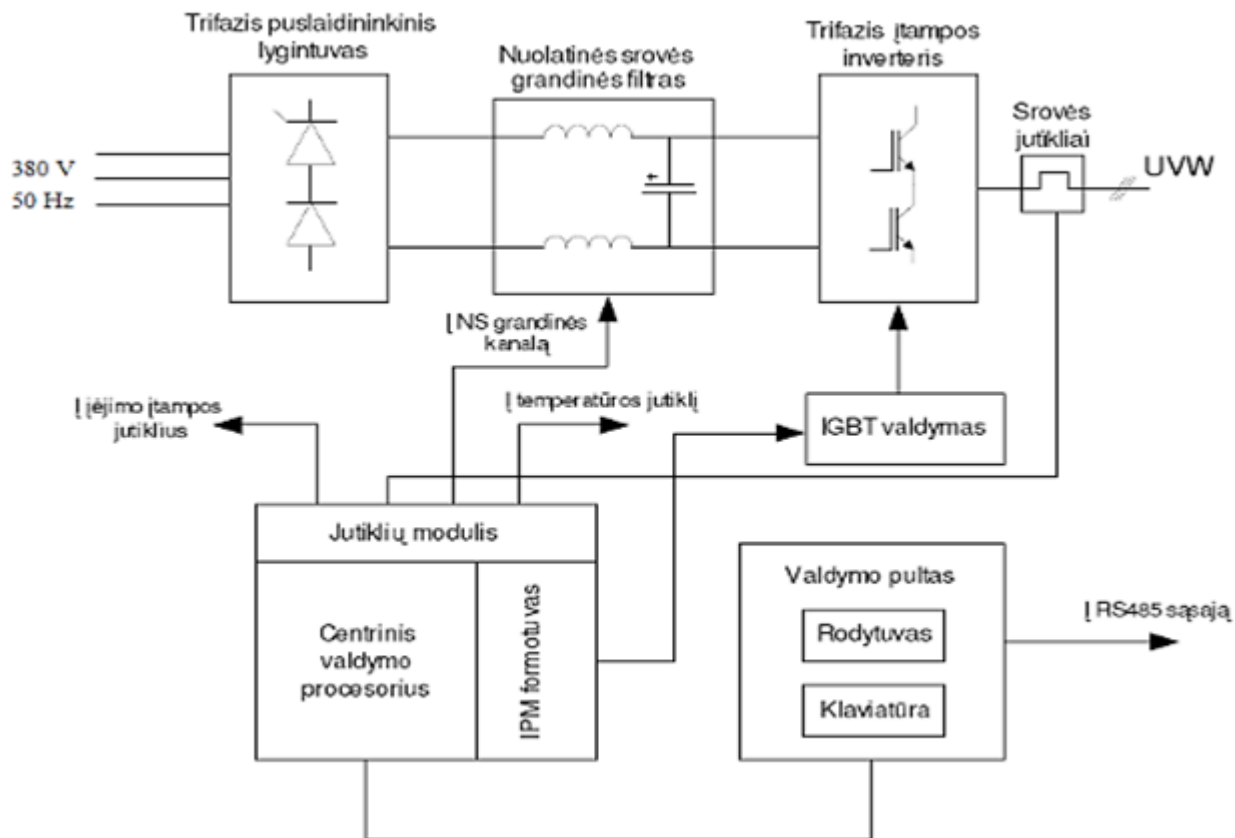 Trifazis puslaidininkinis
lygintuvas
Nuolatinės srovės
grandinės filtras
Trifazis įtampos
inverteris
Srovės
jutikliai
380 V
50 Hz
UVW
Į NS grandinės
kanalą
Į įėjimo įtampos
jutiklius
Į temperatūros jutiklį
IGBT valdymas
Jutiklių modulis
Centrinis
valdymo
procesorius
IPM formotuvas
Valdymo pultas
Rodytuvas
Klaviatūra
Į RS485 sąsają